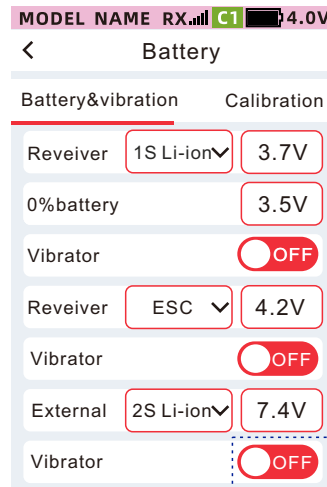 MODEL NAME RX C1 4.0V
Battery
Battery&vibration Calibration
Reveiver 1S Li-ion 3.7V
0%battery 3.5V
Vibrator OFF
Reveiver ESC 4.2V
Vibrator OFF
External 2S Li-ion 7.4V
Vibrator OFF